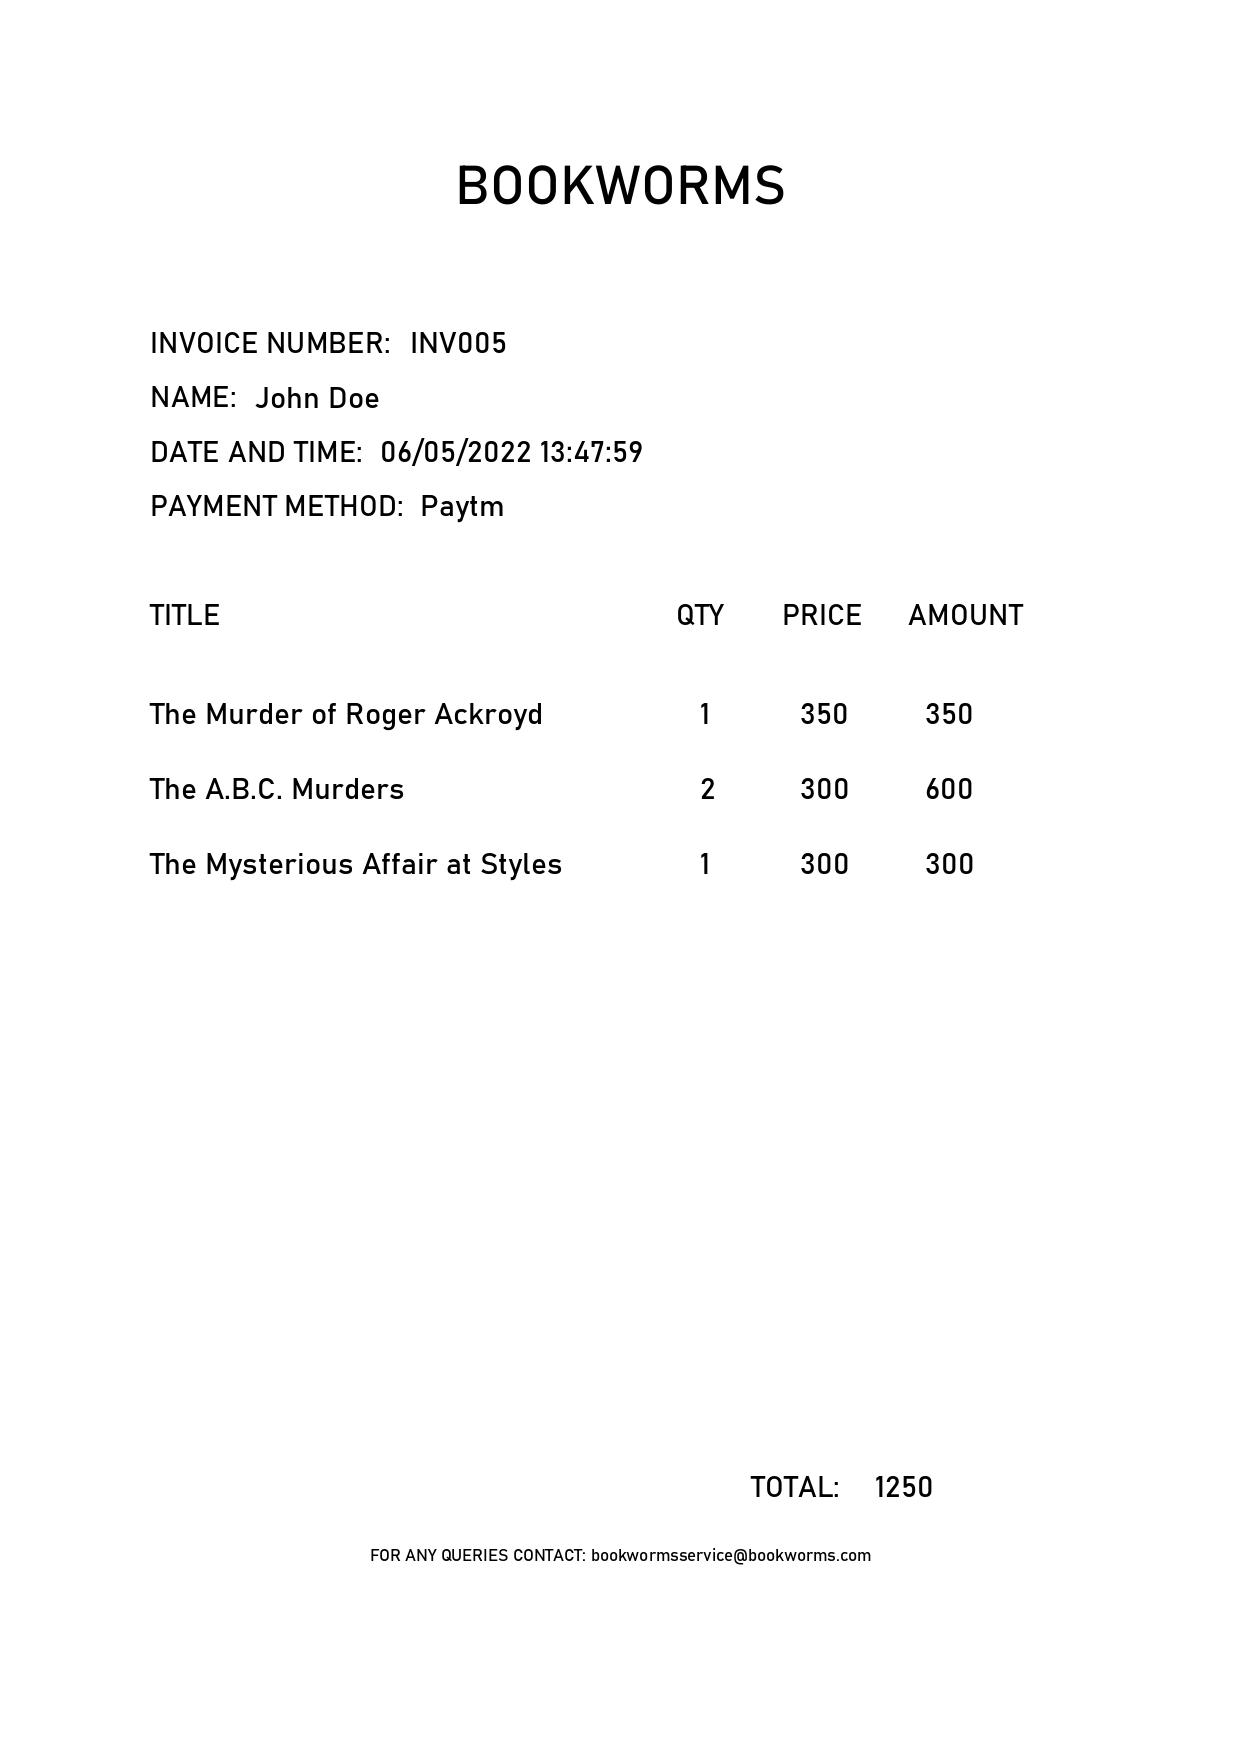 BOOKWORMS
INVOICE NUMBER: INV005
NAME: John Doe
DATE AND TIME: 06/05/2022 13:47:59
PAYMENT METHOD: Paytm
TITLE QTY PRICE AMOUNT
The Murder of Roger Ackroyd 1 350 350
The A.B.C. Murders 2 300 600
The Mysterious Affair at Styles 1 300 300
TOTAL: 1250
FOR ANY QUERIES CONTACT: bookwormsservice@bookworms.com